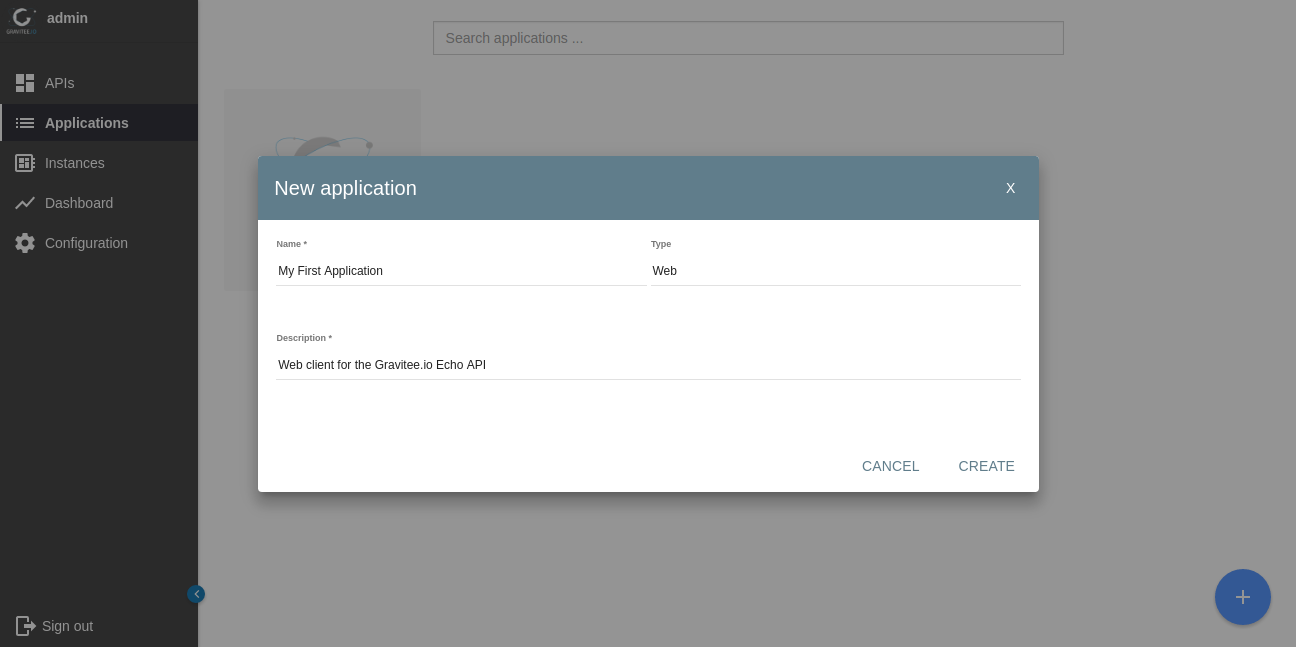 GRAVITEE.IO
admin
Search applications ...
APIs
Applications
Instances
Dashboard
Configuration
New application
X
Name *
Type
My First Application
Web
Description *
Web client for the Gravitee.io Echo API
CANCEL
CREATE
Sign out